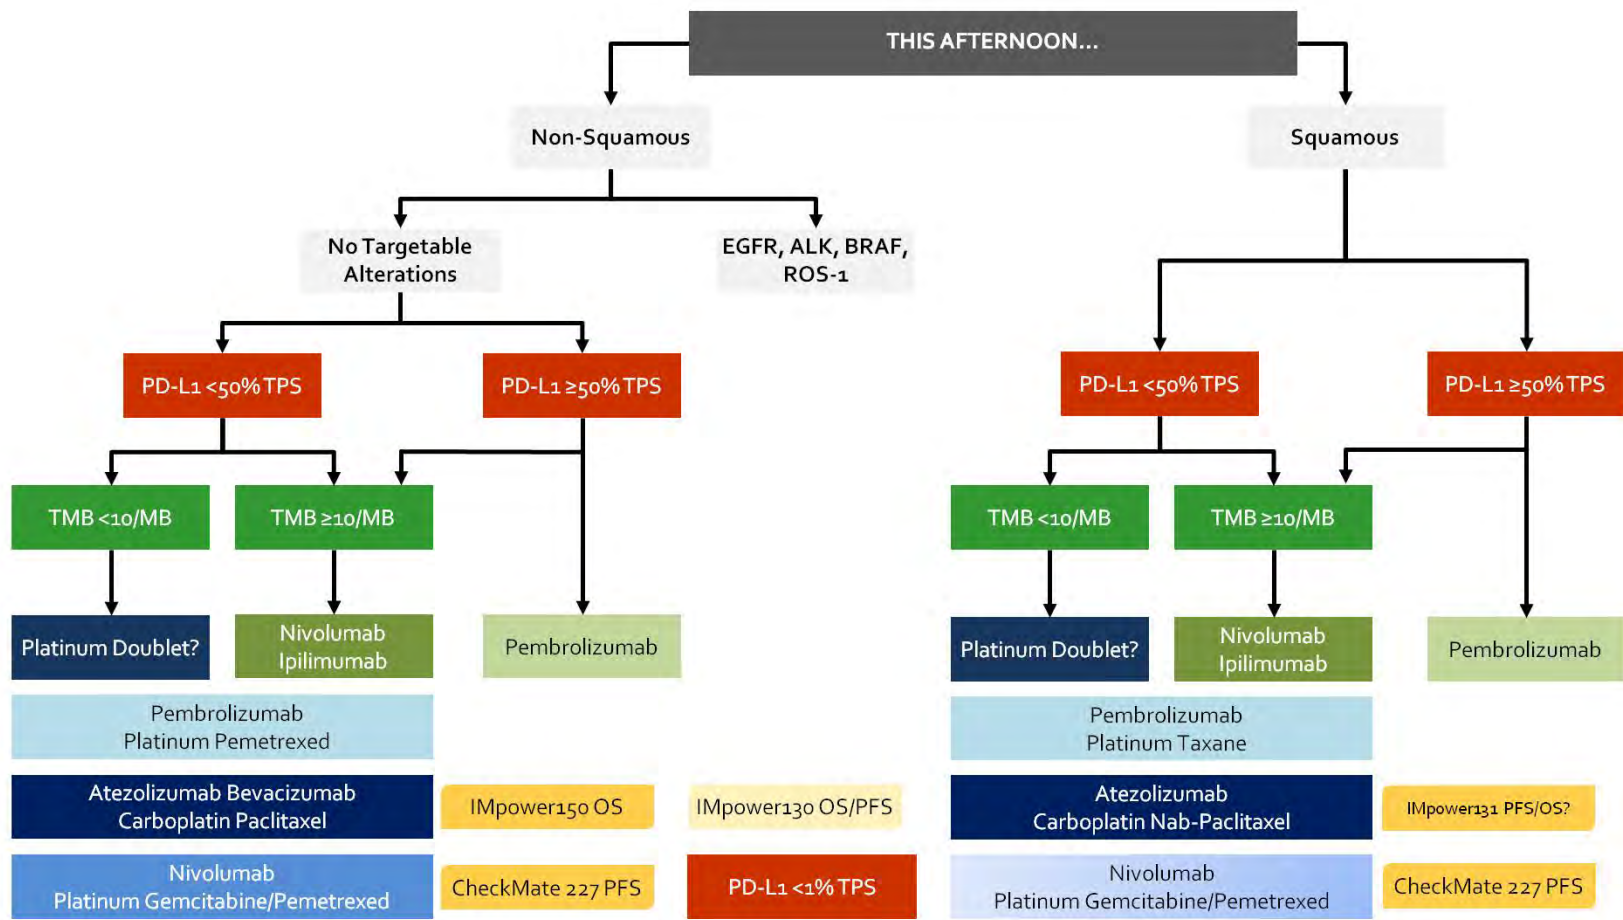 THIS AFTERNOON...
Non-Squamous
Squamous
No Targetable
Alterations
EGFR, ALK, BRAF,
ROS-1
PD-L1 <50% TPS
PD-L1 ≥50% TPS
PD-L1 <50% TPS
PD-L1 ≥50% TPS
TMB <10/MB
TMB ≥10/MB
TMB <10/MB
TMB ≥10/MB
Platinum Doublet?
Nivolumab
Ipilimumab
Pembrolizumab
Platinum Doublet?
Nivolumab
Ipilimumab
Pembrolizumab
Pembrolizumab
Platinum Pemetrexed
Pembrolizumab
Platinum Taxane
Atezolizumab Bevacizumab
Carboplatin Paclitaxel
IMpower150 OS
IMpower130 OS/PFS
Atezolizumab
Carboplatin Nab-Paclitaxel
IMpower131 PFS/OS?
Nivolumab
Platinum Gemcitabine/Pemetrexed
CheckMate 227 PFS
PD-L1 <1% TPS
Nivolumab
Platinum Gemcitabine/Pemetrexed
CheckMate 227 PFS